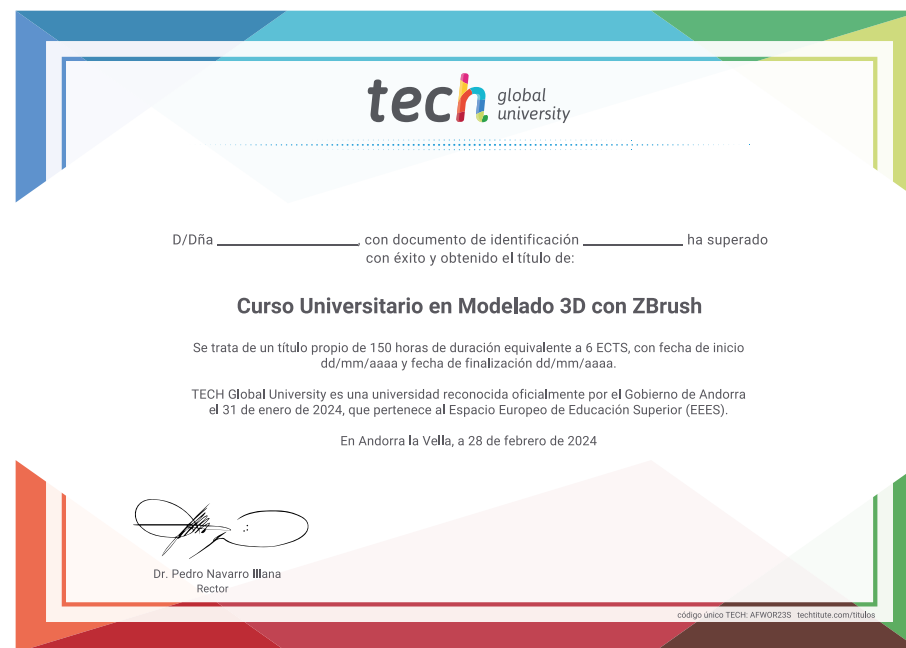 tech global
university
D/Dña ________________, con documento de identificación ____________ ha superado
con éxito y obtenido el título de:
Curso Universitario en Modelado 3D con ZBrush
Se trata de un título propio de 150 horas de duración equivalente a 6 ECTS, con fecha de inicio
dd/mm/aaaa y fecha de finalización dd/mm/aaaa.
TECH Global University es una universidad reconocida oficialmente por el Gobierno de Andorra
el 31 de enero de 2024, que pertenece al Espacio Europeo de Educación Superior (EEES).
En Andorra la Vella, a 28 de febrero de 2024
Dr. Pedro Navarro Illana
Rector
código único TECH: AFWOR23S techtitute.com/titulos